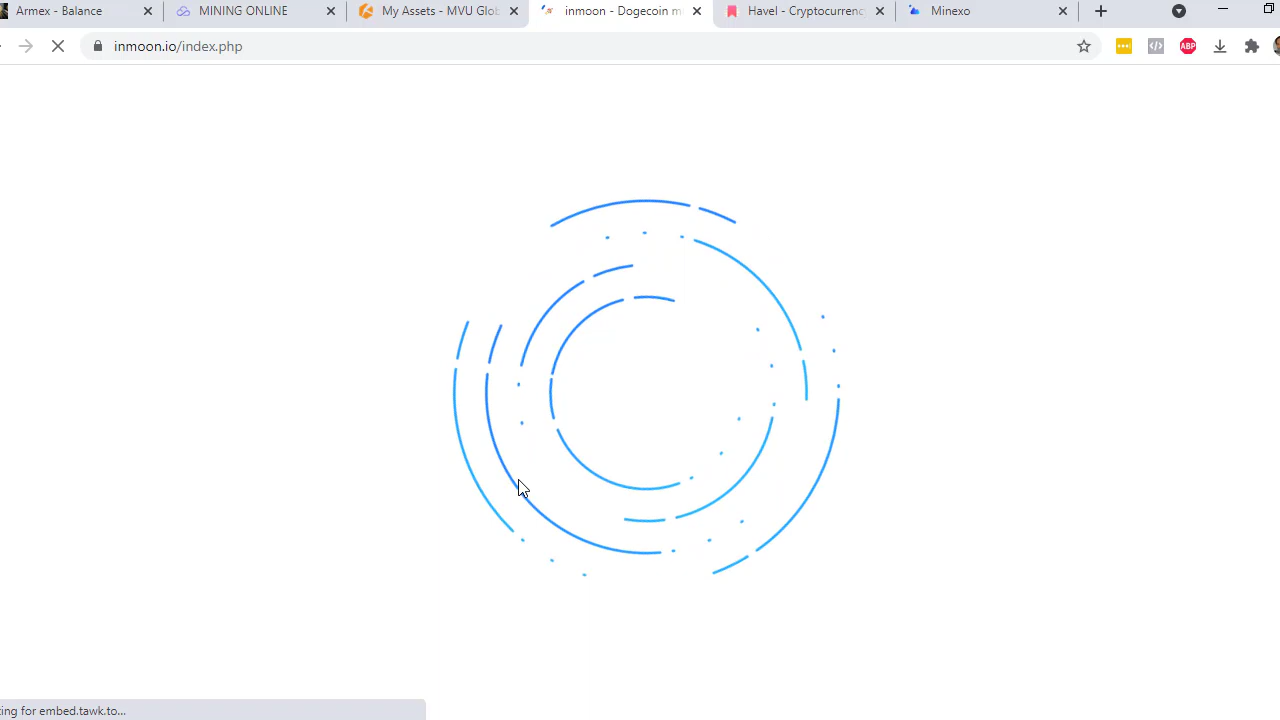 Armex - Balance
MINING ONLINE
My Assets - MVU Glob
inmoon - Dogecoin m
Havel - Cryptocurrenc
Minexo
inmoon.io/index.php
ABP
ting for embed.tawk.to...